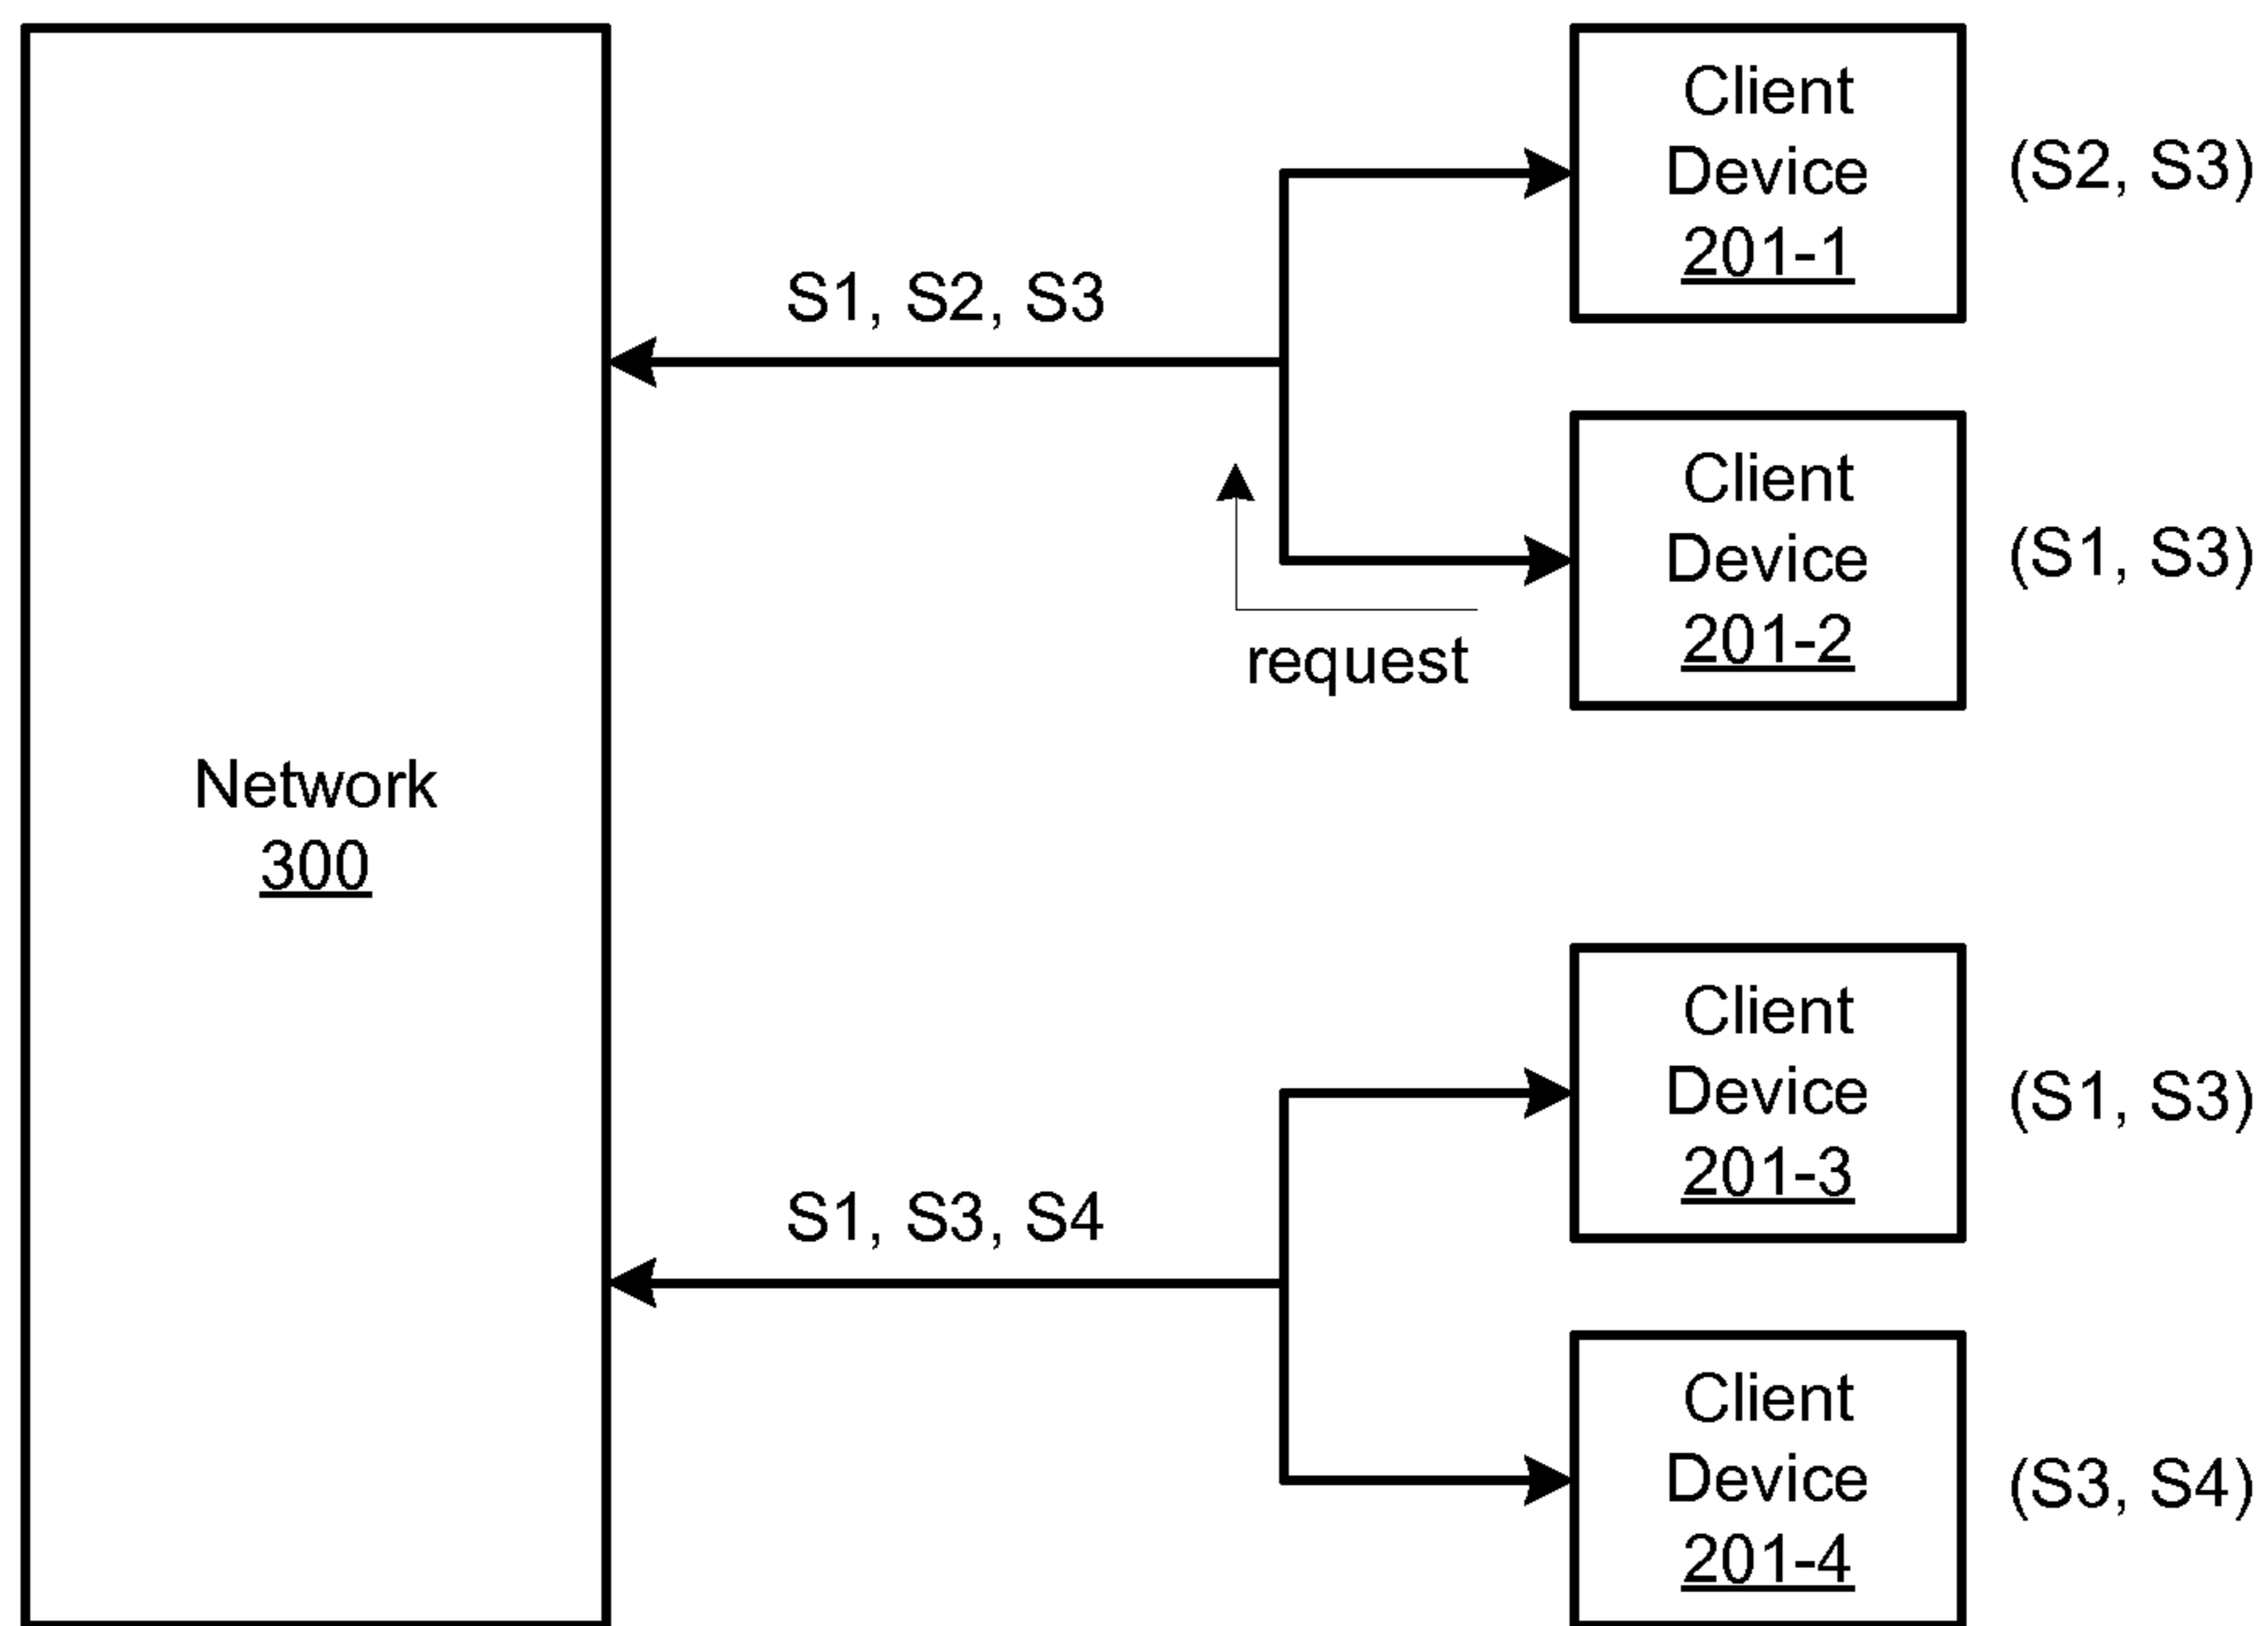 Client
Device
201-1
(S2, S3)
S1, S2, S3
Client
Device
201-2
(S1, S3)
request
Network
300
Client
Device
201-3
(S1, S3)
S1, S3, S4
Client
Device
201-4
(S3, S4)